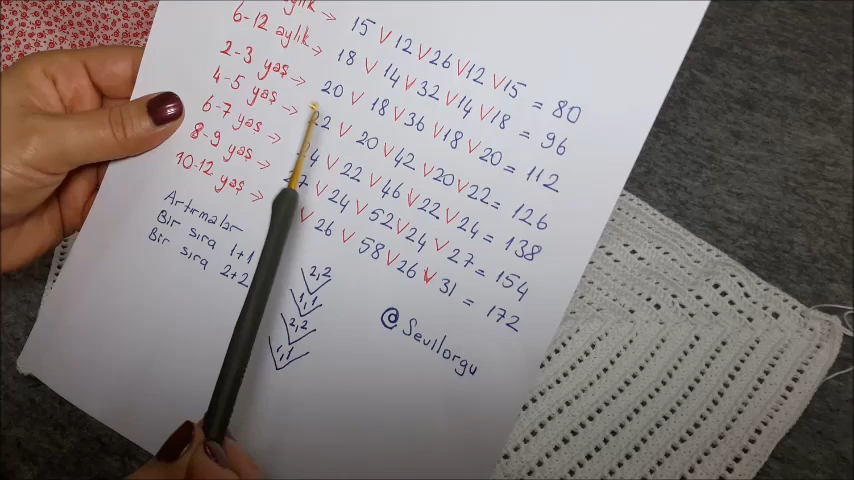 aylık → 15 V 12 V 26 V 12 V 15 = 80
6-12 aylık → 18 V 14 V 32 V 14 V 18 = 96
2-3 yaş → 20 V 18 V 36 V 18 V 20 = 112
4-5 yaş → 22 V 20 V 42 V 20 V 22 = 126
6-7 yaş → 24 V 22 V 46 V 22 V 24 = 138
8-9 yaş → 27 V 24 V 52 V 24 V 27 = 154
10-12 yaş → V 26 V 58 V 26 V 31 = 172
Artırmalar
Bir sıra 1+1
Bir sıra 2+2
2,2
1,1
2,2
1,1
@Sevilorgu